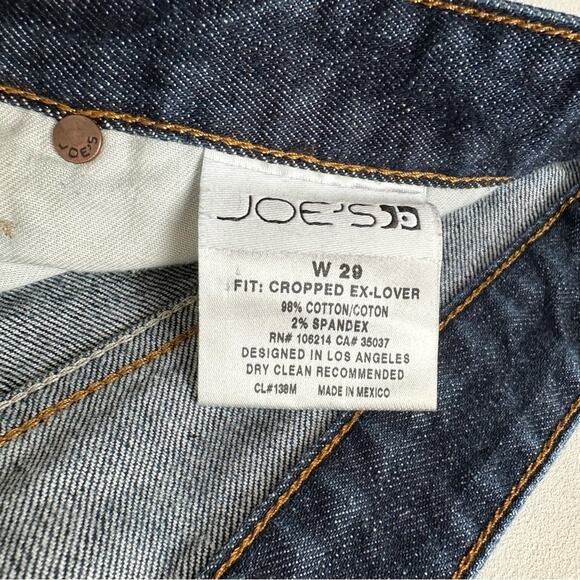 JOE'S
JOE'S
W 29
FIT: CROPPED EX-LOVER
98% COTTON/COTON
2% SPANDEX
RN# 106214 CA# 35037
DESIGNED IN LOS ANGELES
DRY CLEAN RECOMMENDED
CL#138M MADE IN MEXICO